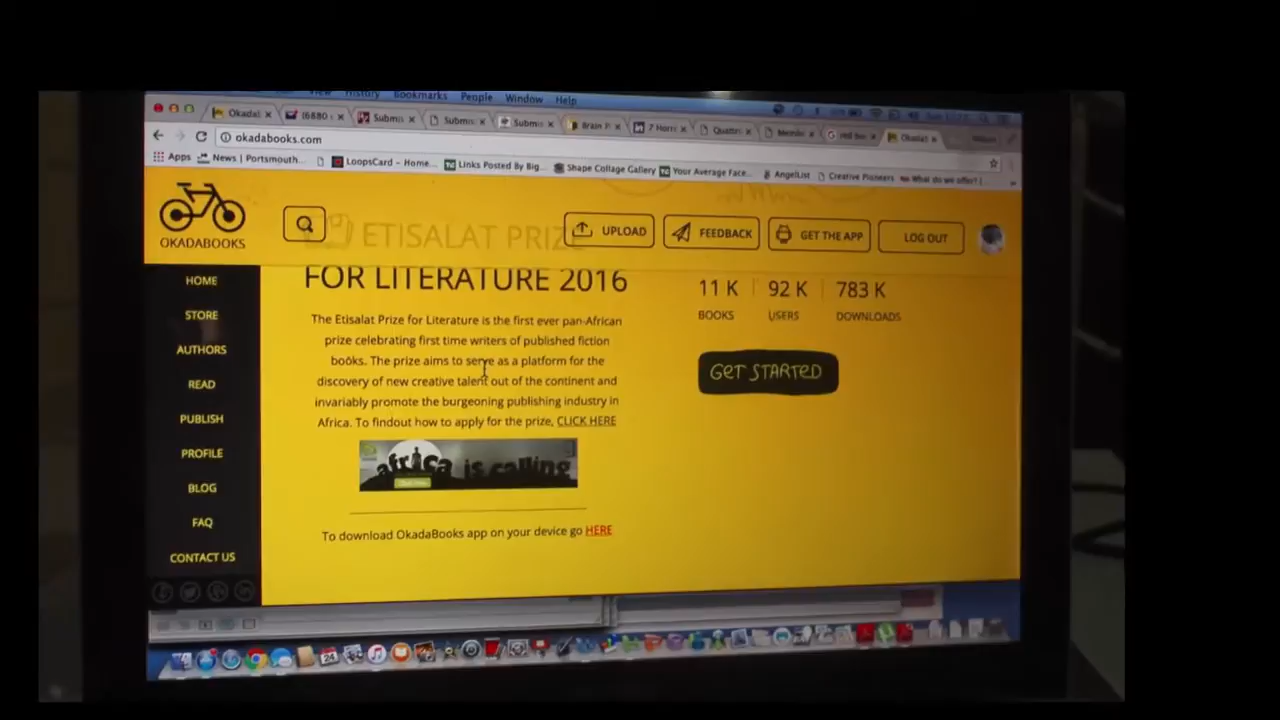 View History Bookmarks People Window Help
Okadal
(6880
Submis
Submis
Submis
Brain P
7 Horr
Quattro
Okadal
okadabooks.com
Apps
News | Portsmouth...
LoopsCard – Home...
Links Posted By Big...
Shape Collage Gallery
Your Average Face...
AngelList
Creative Pioneers
What do we offer? |
OKADABOOKS
UPLOAD
FEEDBACK
GET THE APP
LOG OUT
HOME
STORE
AUTHORS
READ
PUBLISH
PROFILE
BLOG
FAQ
CONTACT US
ETISALAT PRIZE
FOR LITERATURE 2016
The Etisalat Prize for Literature is the first ever pan-African
prize celebrating first time writers of published fiction
books. The prize aims to serve as a platform for the
discovery of new creative talent out of the continent and
invariably promote the burgeoning publishing industry in
Africa. To findout how to apply for the prize, CLICK HERE
africa is calling
To download OkadaBooks app on your device go HERE
11 K 92 K 783 K
BOOKS USERS DOWNLOADS
GET STARTED
24